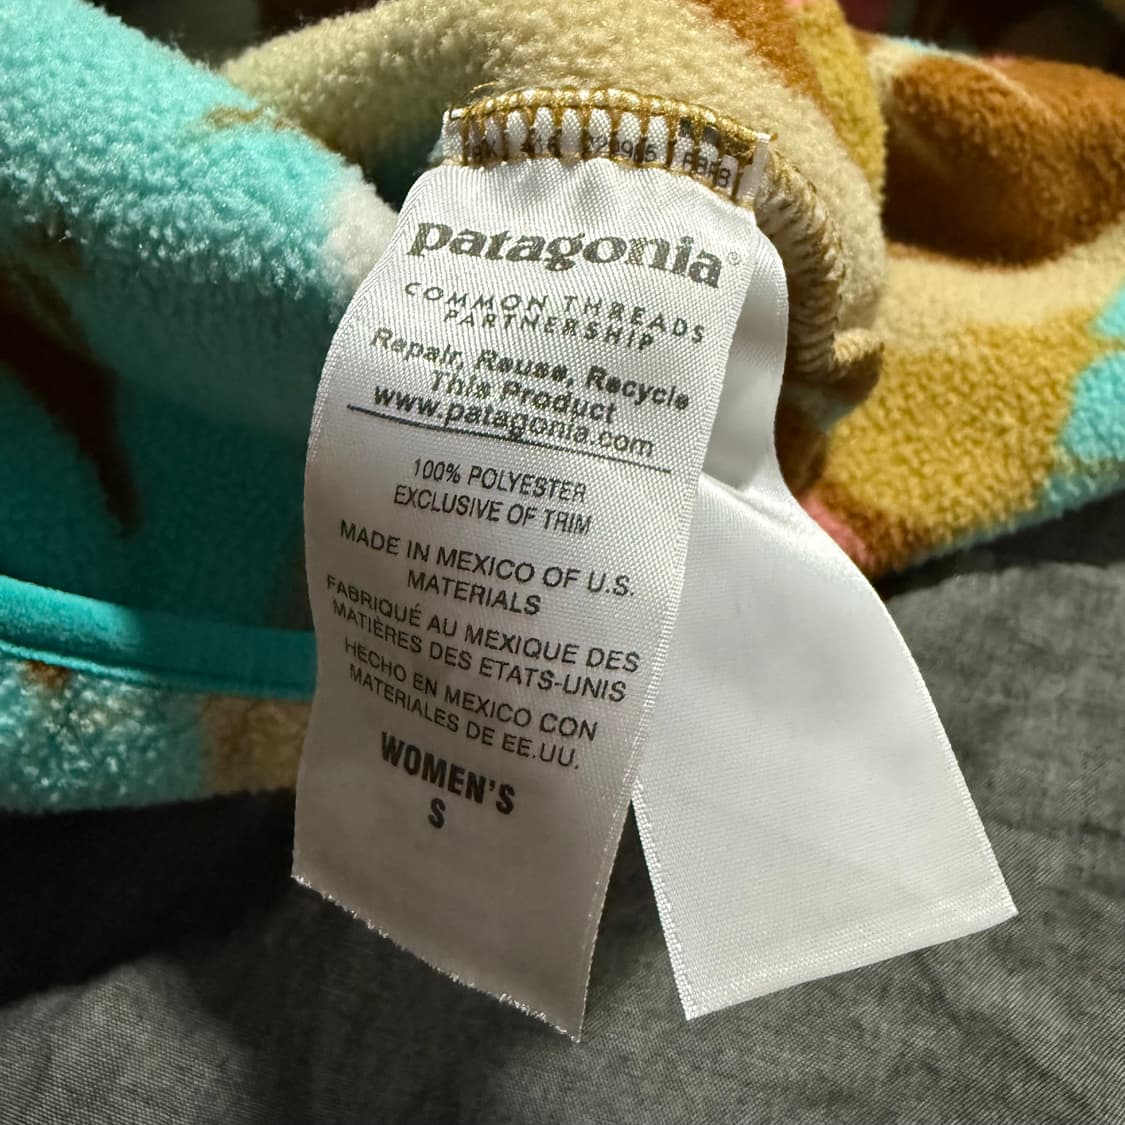 patagonia®
COMMON THREADS
PARTNERSHIP
Repair, Reuse, Recycle
This Product
www.patagonia.com
100% POLYESTER
EXCLUSIVE OF TRIM
MADE IN MEXICO OF U.S.
MATERIALS
FABRIQUÉ AU MEXIQUE DES
MATIÈRES DES ETATS-UNIS
HECHO EN MEXICO CON
MATERIALES DE EE.UU.
WOMEN'S
S